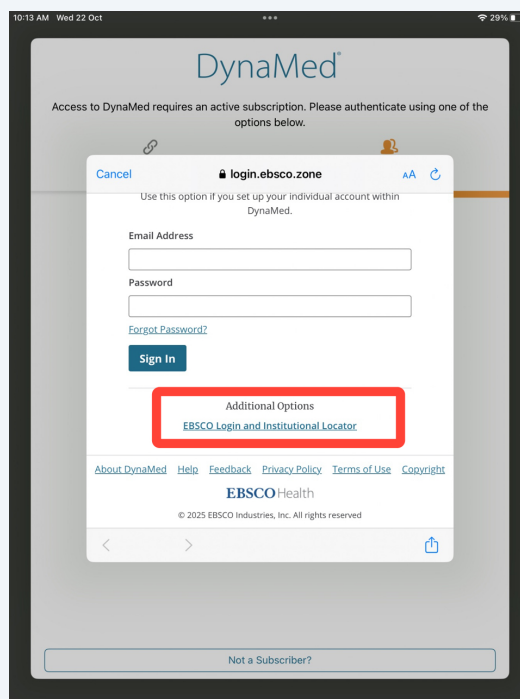 10:13 AM Wed 22 Oct
29%
DynaMed®
Access to DynaMed requires an active subscription. Please authenticate using one of the
options below.
Cancel
login.ebsco.zone
AA
Use this option if you set up your individual account within
DynaMed.
Email Address
Password
Forgot Password?
Sign In
Additional Options
EBSCO Login and Institutional Locator
About DynaMed Help Feedback Privacy Policy Terms of Use Copyright
EBSCO Health
© 2025 EBSCO Industries, Inc. All rights reserved
Not a Subscriber?